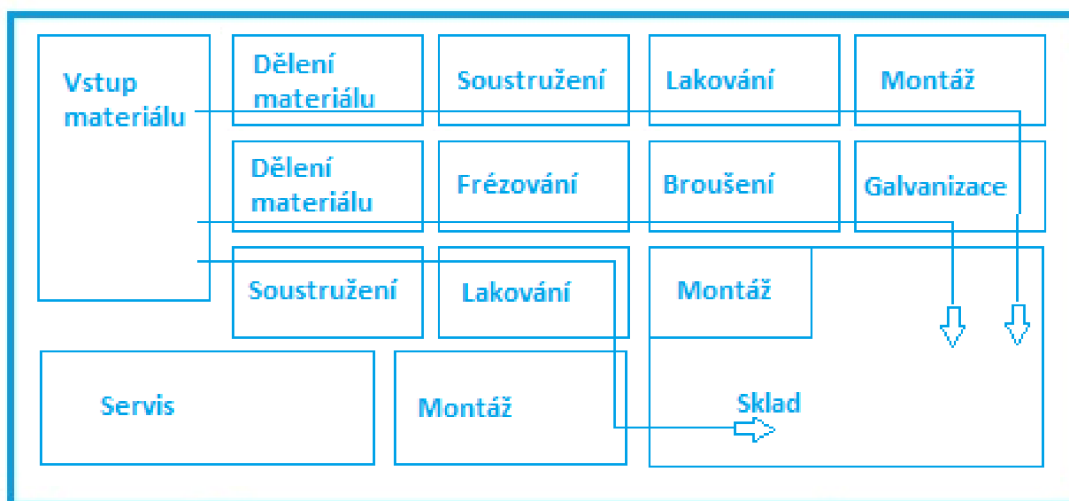 Vstup
materiálu
Dělení
materiálu
Soustružení
Lakování
Montáž
Dělení
materiálu
Frézování
Broušení
Galvanizace
Soustružení
Lakování
Montáž
Servis
Montáž
Sklad